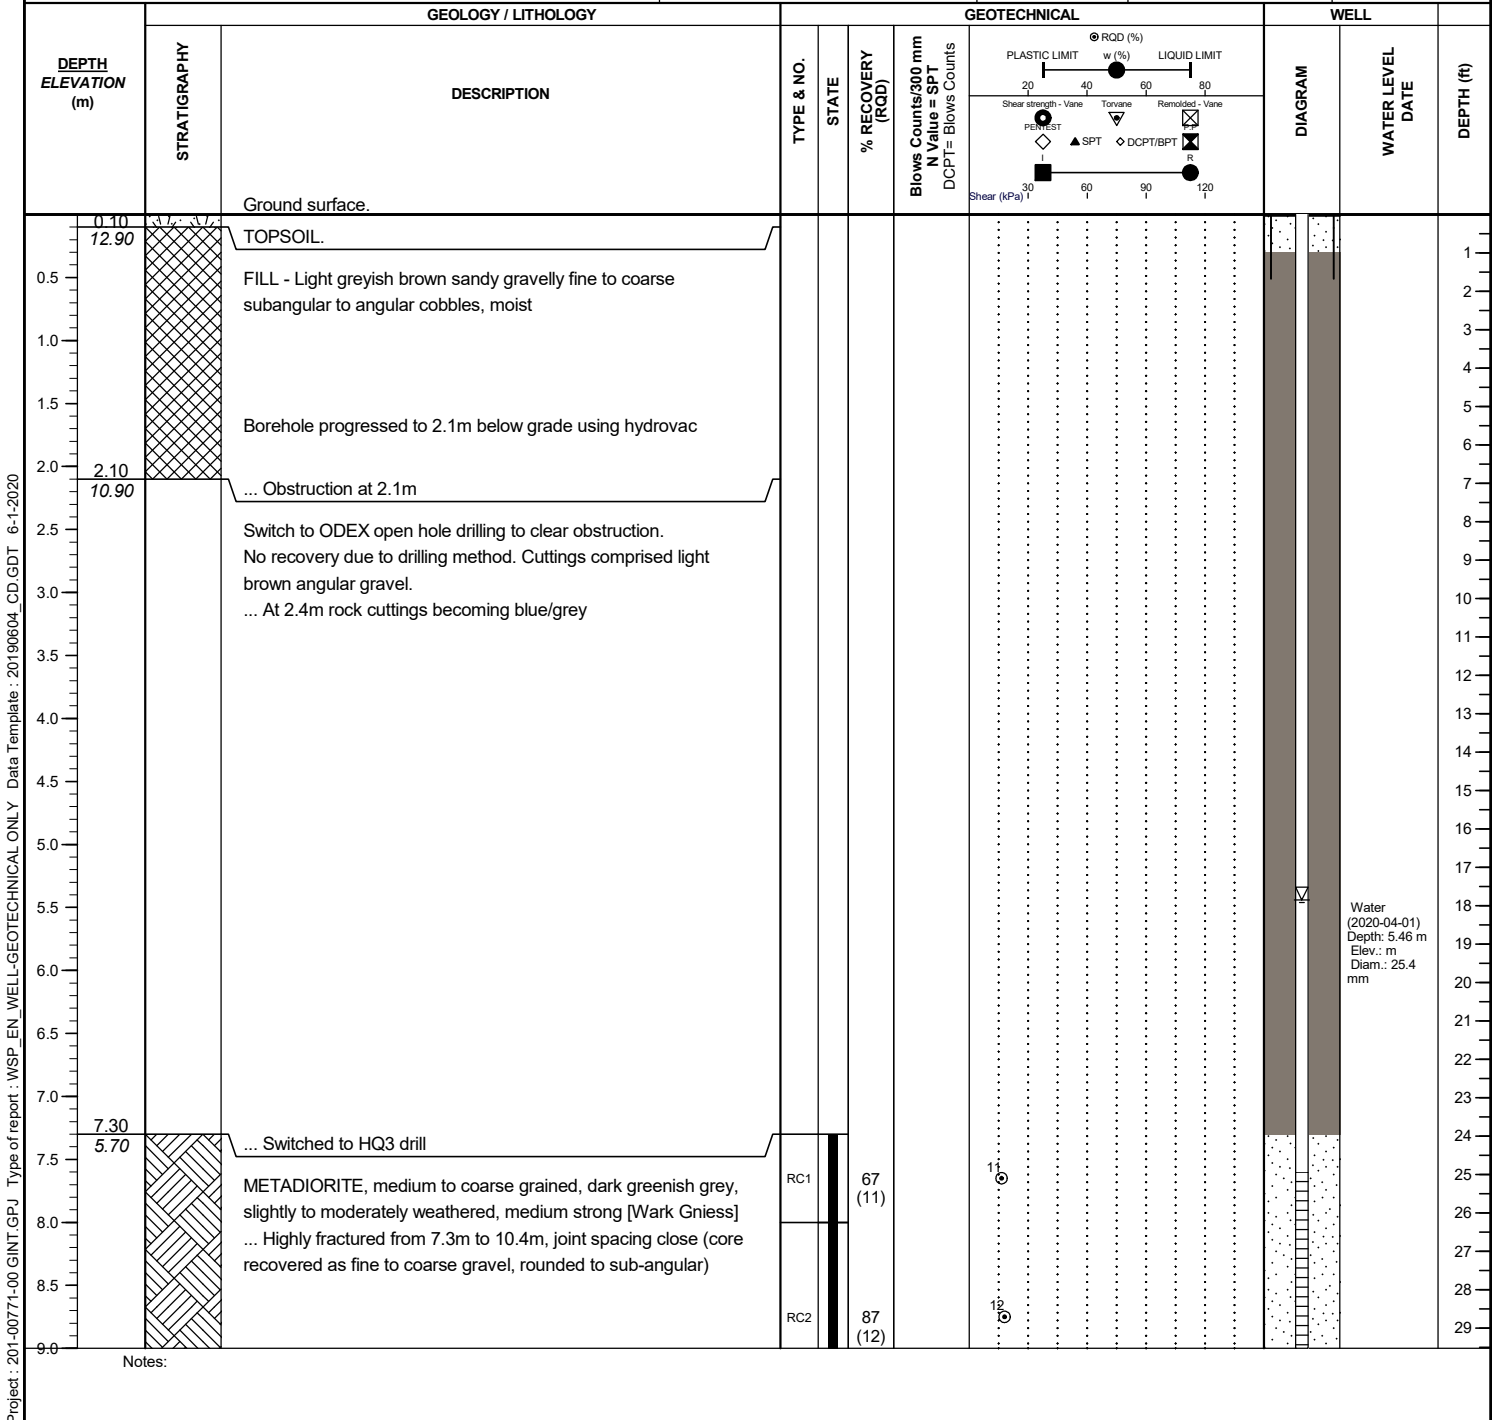 GEOLOGY / LITHOLOGY
GEOTECHNICAL
WELL
DEPTH
ELEVATION
(m)
STRATIGRAPHY
DESCRIPTION
TYPE & NO.
STATE
% RECOVERY
(RQD)
Blows Counts/300 mm
N Value = SPT
DCPT= Blows Counts
RQD (%)
PLASTIC LIMIT w (%) LIQUID LIMIT
20 40 60 80
Shear strength - Vane Torvane Remolded - Vane
PENTEST P.P
SPT DCPT/BPT
I R
Shear (kPa) 30 60 90 120
DIAGRAM
WATER LEVEL
DATE
DEPTH (ft)
Ground surface.
0.10
12.90
TOPSOIL.
FILL - Light greyish brown sandy gravelly fine to coarse
subangular to angular cobbles, moist
Borehole progressed to 2.1m below grade using hydrovac
2.10
10.90
... Obstruction at 2.1m
Switch to ODEX open hole drilling to clear obstruction.
No recovery due to drilling method. Cuttings comprised light
brown angular gravel.
... At 2.4m rock cuttings becoming blue/grey
7.30
5.70
... Switched to HQ3 drill
METADIORITE, medium to coarse grained, dark greenish grey,
slightly to moderately weathered, medium strong [Wark Gniess]
... Highly fractured from 7.3m to 10.4m, joint spacing close (core
recovered as fine to coarse gravel, rounded to sub-angular)
0.5
1.0
1.5
2.0
2.5
3.0
3.5
4.0
4.5
5.0
5.5
6.0
6.5
7.0
7.5
8.0
8.5
9.0
RC1
67
(11)
11
RC2
87
(12)
12
Water
(2020-04-01)
Depth: 5.46 m
Elev.: m
Diam.: 25.4
mm
1
2
3
4
5
6
7
8
9
10
11
12
13
14
15
16
17
18
19
20
21
22
23
24
25
26
27
28
29
Notes:
Project : 201-00771-00 GINT.GPJ Type of report : WSP_EN_WELL-GEOTECHNICAL ONLY Data Template : 20190604_CD.GDT 6-1-2020